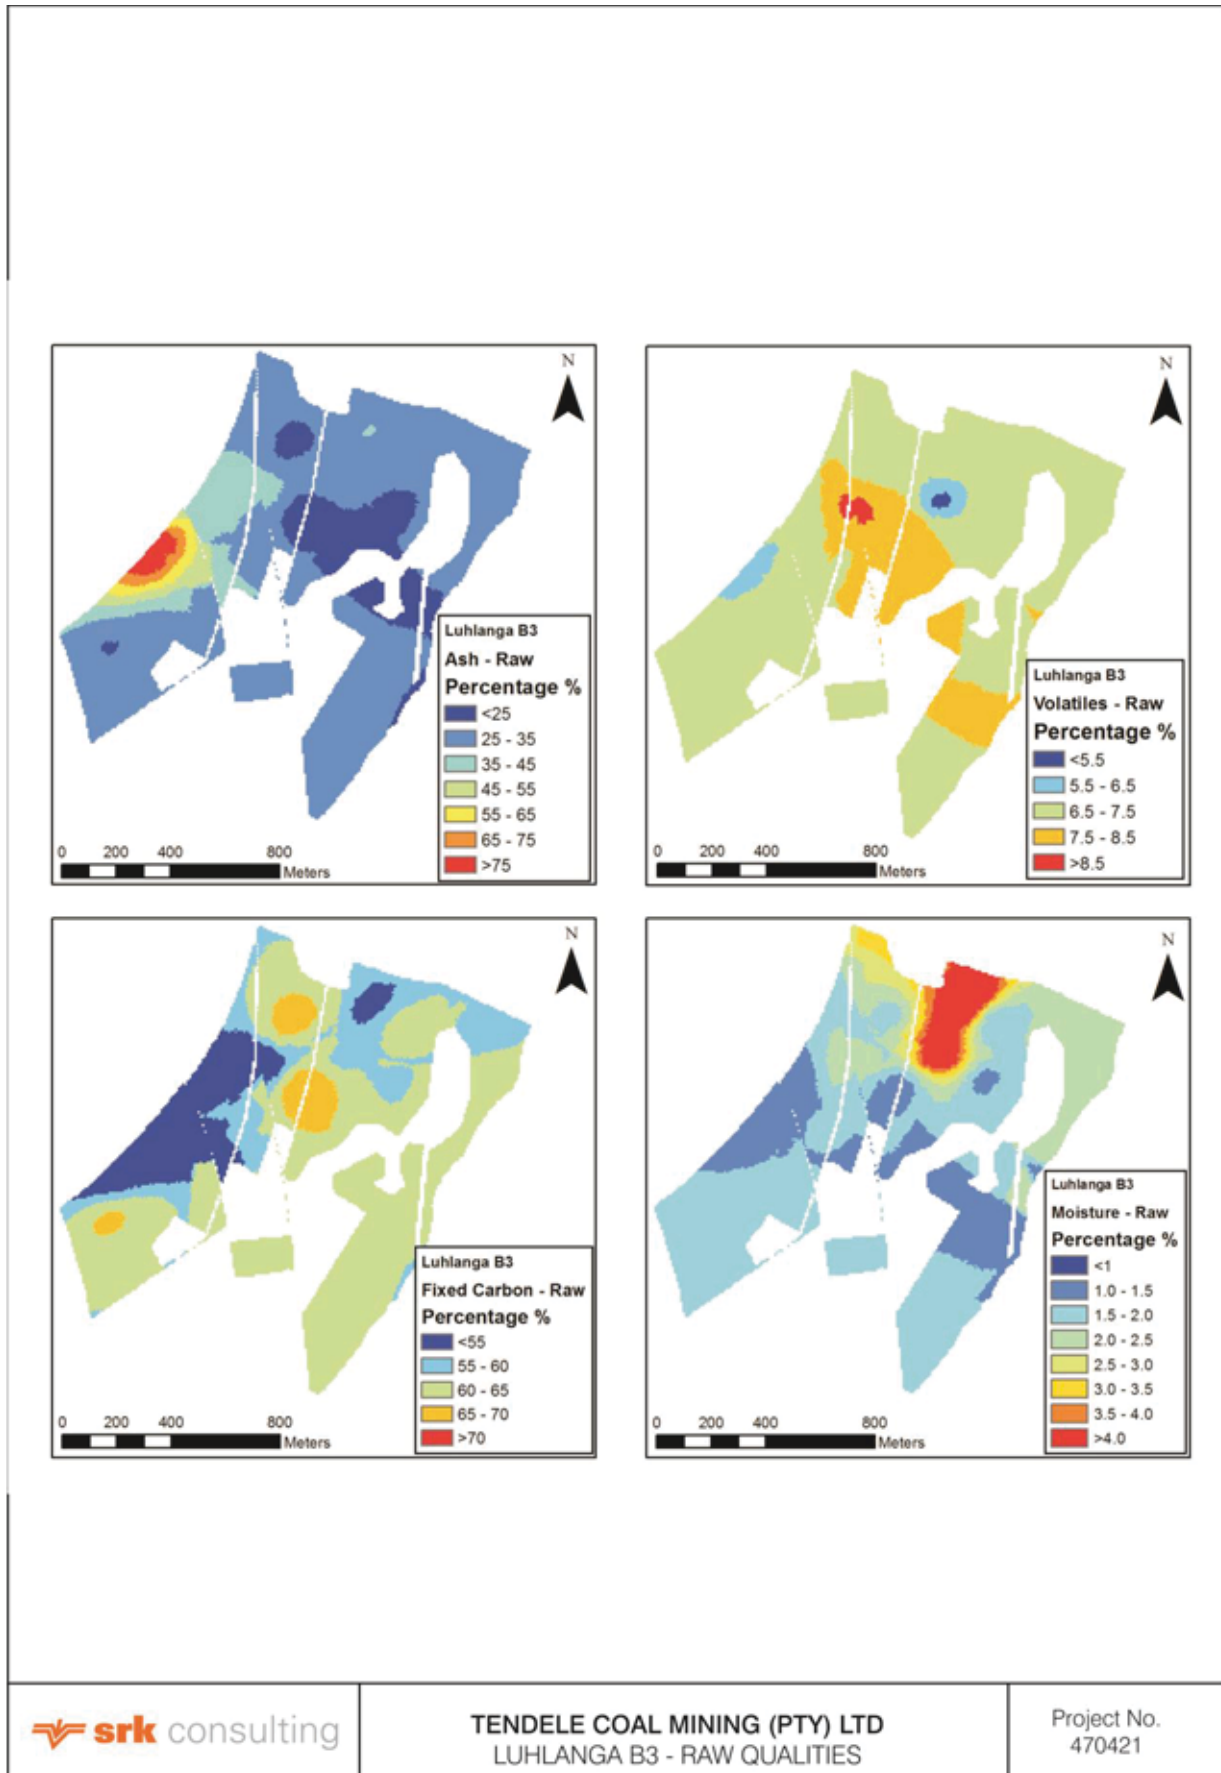 N
Luhlanga B3
Ash - Raw
Percentage %
<25
25 - 35
35 - 45
45 - 55
55 - 65
65 - 75
>75
0 200 400 800
Meters
N
Luhlanga B3
Volatiles - Raw
Percentage %
<5.5
5.5 - 6.5
6.5 - 7.5
7.5 - 8.5
>8.5
0 200 400 800
Meters
N
Luhlanga B3
Fixed Carbon - Raw
Percentage %
<55
55 - 60
60 - 65
65 - 70
>70
0 200 400 800
Meters
N
Luhlanga B3
Moisture - Raw
Percentage %
<1
1.0 - 1.5
1.5 - 2.0
2.0 - 2.5
2.5 - 3.0
3.0 - 3.5
3.5 - 4.0
>4.0
0 200 400 800
Meters
srk consulting
TENDELE COAL MINING (PTY) LTD
LUHLANGA B3 - RAW QUALITIES
Project No.
470421